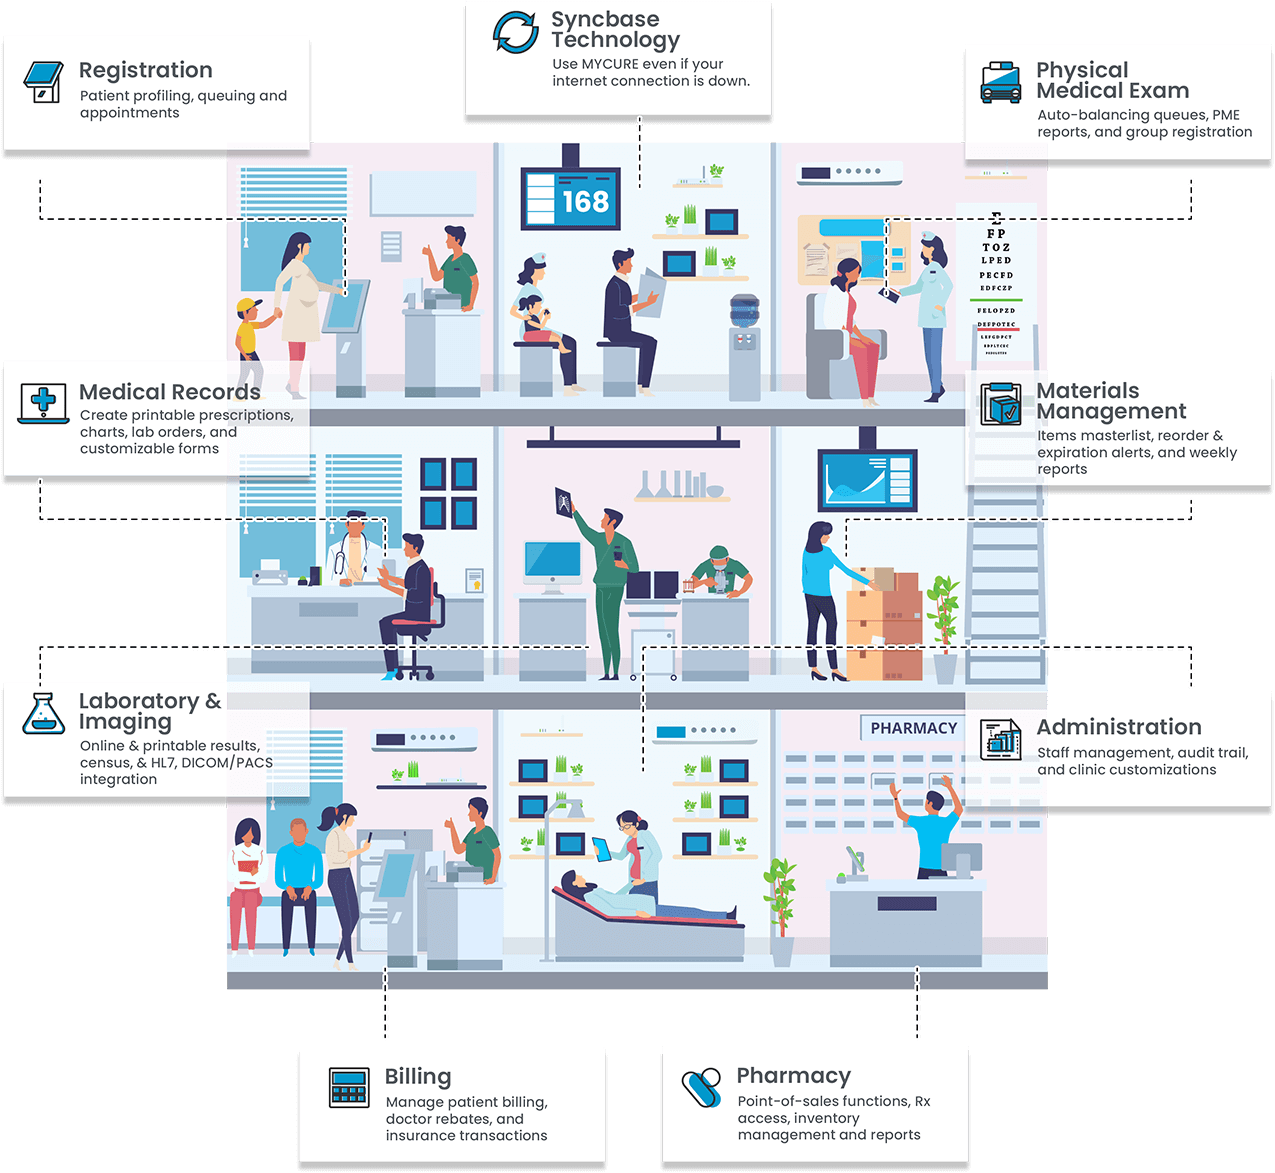 Syncbase
Technology
Use MYCURE even if your
internet connection is down.
Registration
Patient profiling, queuing and
appointments
Physical
Medical Exam
Auto-balancing queues, PME
reports, and group registration
168
E
F P
T O Z
L P E D
P E C F D
E D F C Z P
F E L O P Z D
D E F P O T E C
L E F G D P C T
Medical Records
Create printable prescriptions,
charts, lab orders, and
customizable forms
Materials
Management
Items masterlist, reorder &
expiration alerts, and weekly
reports
Laboratory &
Imaging
Online & printable results,
census, & HL7, DICOM/PACS
integration
PHARMACY
Administration
Staff management, audit trail,
and clinic customizations
Billing
Manage patient billing,
doctor rebates, and
insurance transactions
Pharmacy
Point-of-sales functions, Rx
access, inventory
management and reports